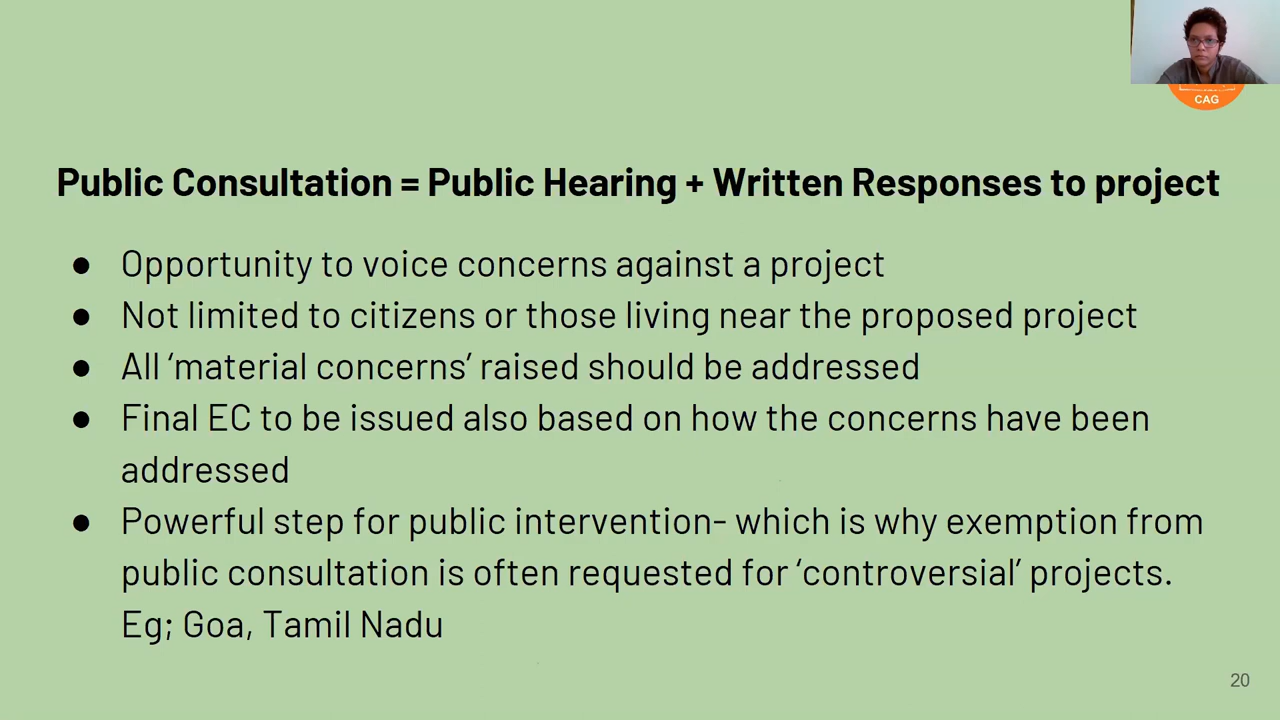 CAG
Public Consultation = Public Hearing + Written Responses to project
● Opportunity to voice concerns against a project
● Not limited to citizens or those living near the proposed project
● All ‘material concerns’ raised should be addressed
● Final EC to be issued also based on how the concerns have been
addressed
● Powerful step for public intervention- which is why exemption from
public consultation is often requested for ‘controversial’ projects.
Eg; Goa, Tamil Nadu
20